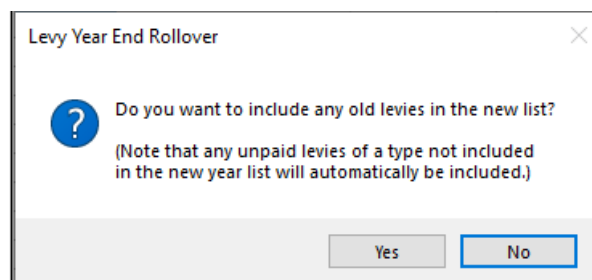 Levy Year End Rollover
Do you want to include any old levies in the new list?
(Note that any unpaid levies of a type not included
in the new year list will automatically be included.)
Yes No